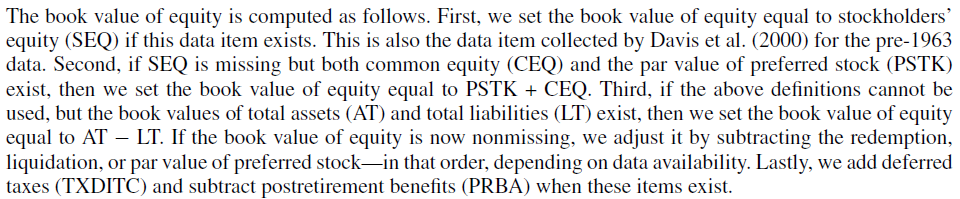 The book value of equity is computed as follows. First, we set the book value of equity equal to stockholders’
equity (SEQ) if this data item exists. This is also the data item collected by Davis et al. (2000) for the pre-1963
data. Second, if SEQ is missing but both common equity (CEQ) and the par value of preferred stock (PSTK)
exist, then we set the book value of equity equal to PSTK + CEQ. Third, if the above definitions cannot be
used, but the book values of total assets (AT) and total liabilities (LT) exist, then we set the book value of equity
equal to AT − LT. If the book value of equity is now nonmissing, we adjust it by subtracting the redemption,
liquidation, or par value of preferred stock—in that order, depending on data availability. Lastly, we add deferred
taxes (TXDITC) and subtract postretirement benefits (PRBA) when these items exist.